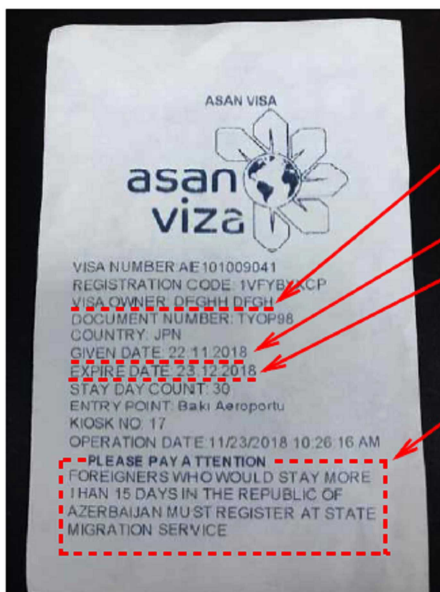 ASAN VISA
asan
viza
VISA NUMBER:AE101009041
REGISTRATION CODE: 1VFYBYXCP
VISA OWNER: DFGHH DFGH
DOCUMENT NUMBER: TYOP98
COUNTRY: JPN
GIVEN DATE: 22.11.2018
EXPIRE DATE: 23.12.2018
STAY DAY COUNT: 30
ENTRY POINT: Baki Aeroportu
KIOSK NO: 17
OPERATION DATE:11/23/2018 10:26:16 AM
PLEASE PAY ATTENTION
FOREIGNERS WHO WOULD STAY MORE
THAN 15 DAYS IN THE REPUBLIC OF
AZERBAIJAN MUST REGISTER AT STATE
MIGRATION SERVICE